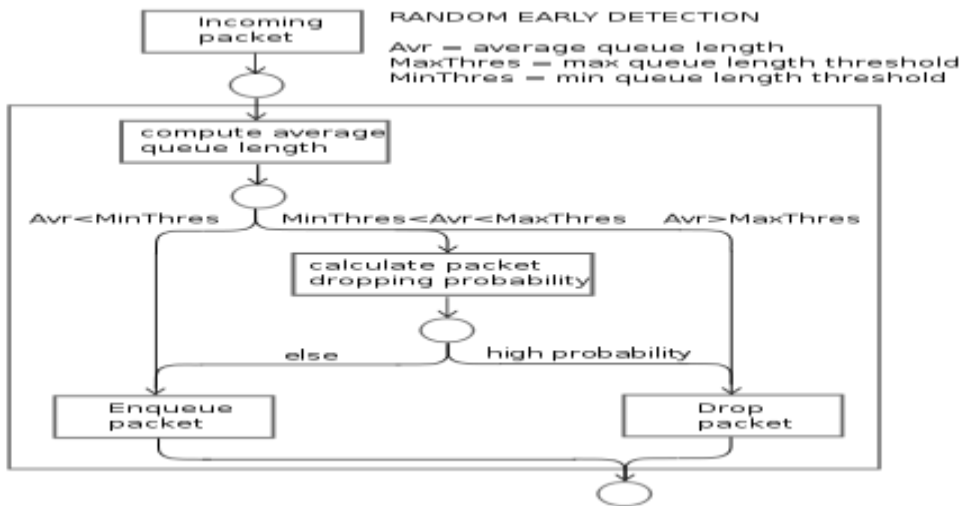 RANDOM EARLY DETECTION
Avr – average queue length
MaxThres – max queue length threshold
MinThres – min queue length threshold
Incoming
packet
compute average
queue length
Avr<MinThres
MinThres<Avr<MaxThres
Avr>MaxThres
calculate packet
dropping probability
else
high probability
Enqueue
packet
Drop
packet